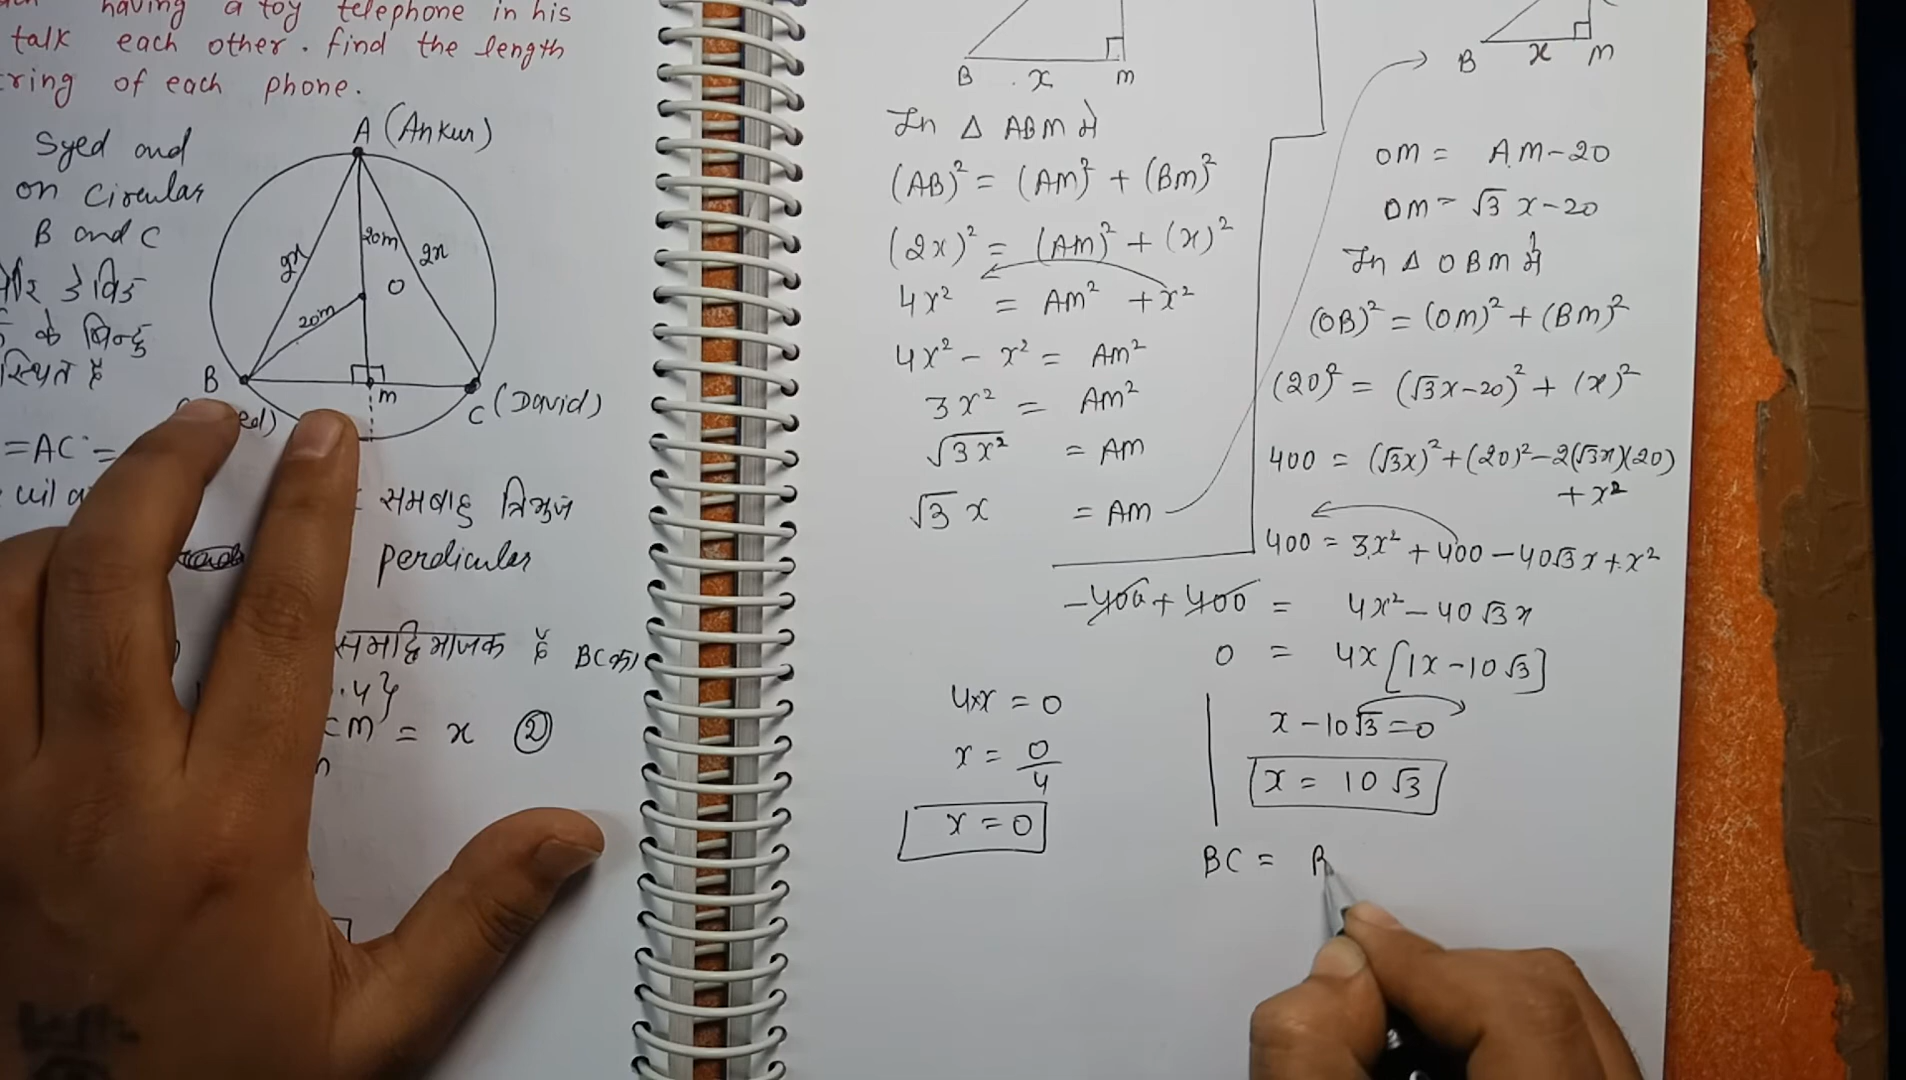 having a toy telephone in his
talk each other. find the length
of each phone.
A (Ankur)
Syed and
on Circular
B and C
20m
2x
2x
O
20m
के बिन्दु
स्थित है
B
m
C (David)
= AC =
समबाहु त्रिभुज
perdicular
समद्विभाजक है BC का
= x ②
B x m
B x M
In △ ABM में
(AB)² = (AM)² + (BM)²
(2x)² = (AM)² + (x)²
4x² = AM² + x²
4x² - x² = AM²
3x² = AM²
√3x² = AM
√3 x = AM
OM = AM-20
OM = √3 x-20
In △ OBM में
(OB)² = (OM)² + (BM)²
(20)² = (√3x-20)² + (x)²
400 = (√3x)² + (20)² - 2(√3x)(20)
+ x²
400 = 3x² + 400 - 40√3x + x²
-400 + 400 = 4x² - 40√3x
0 = 4x [1x - 10√3]
4x = 0
x = 0/4
x = 0
x - 10√3 = 0
x = 10√3
BC = B